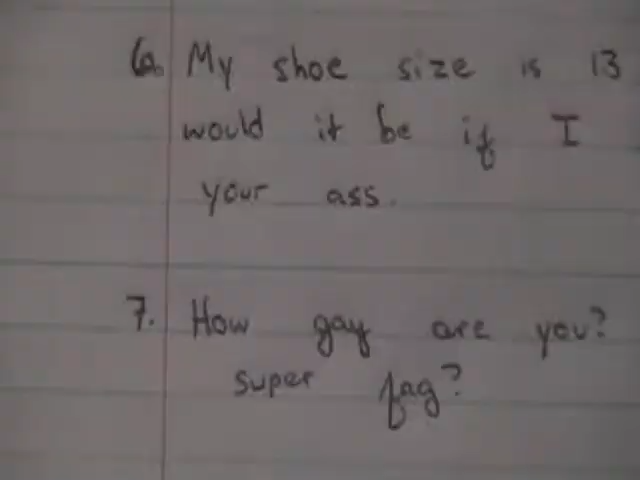 6. My shoe size is 13
would it be if I
your ass.
7. How gay are you?
super fag?